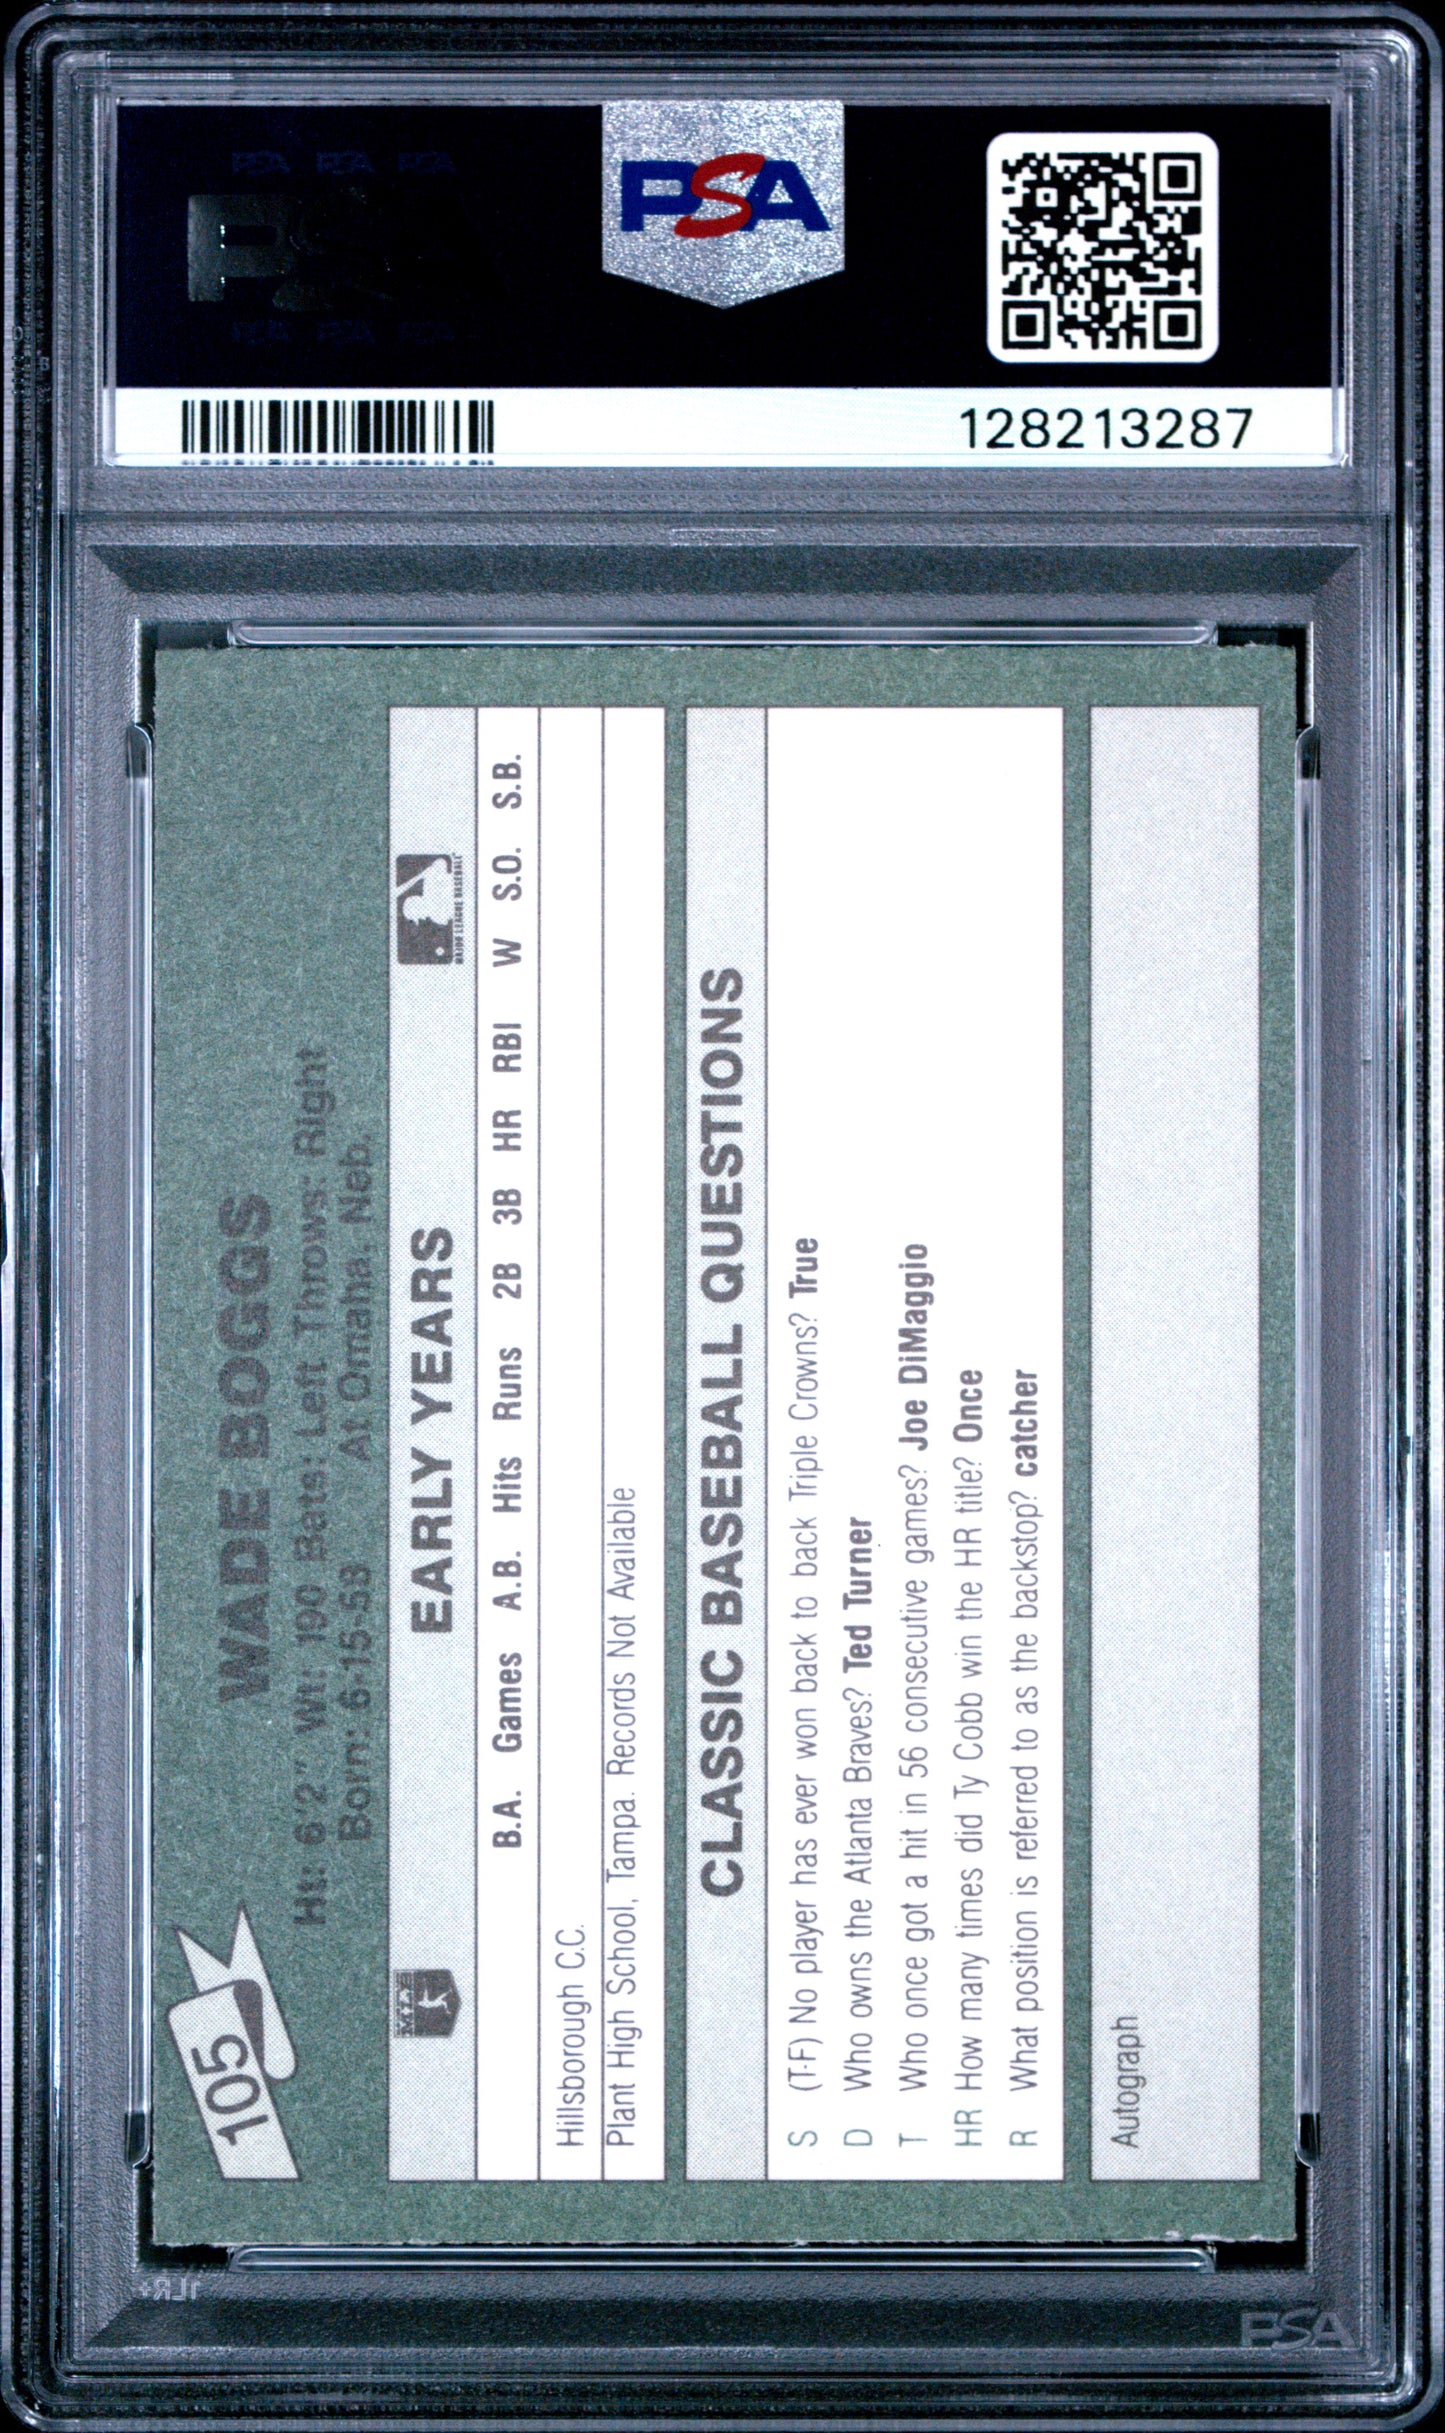 PSA
128213287
105
WADE BOGGS
Ht: 6'2" Wt: 190 Bats: Left Throws: Right
Born: 6-15-58 At Omaha, Neb.
EARLY YEARS
MAJOR LEAGUE BASEBALL
B.A. Games A.B. Hits Runs 2B 3B HR RBI W S.O. S.B.
Hillsborough C.C.
Plant High School, Tampa. Records Not Available
CLASSIC BASEBALL QUESTIONS
S (T-F) No player has ever won back to back Triple Crowns? True
D Who owns the Atlanta Braves? Ted Turner
T Who once got a hit in 56 consecutive games? Joe DiMaggio
HR How many times did Ty Cobb win the HR title? Once
R What position is referred to as the backstop? catcher
Autograph
PSA